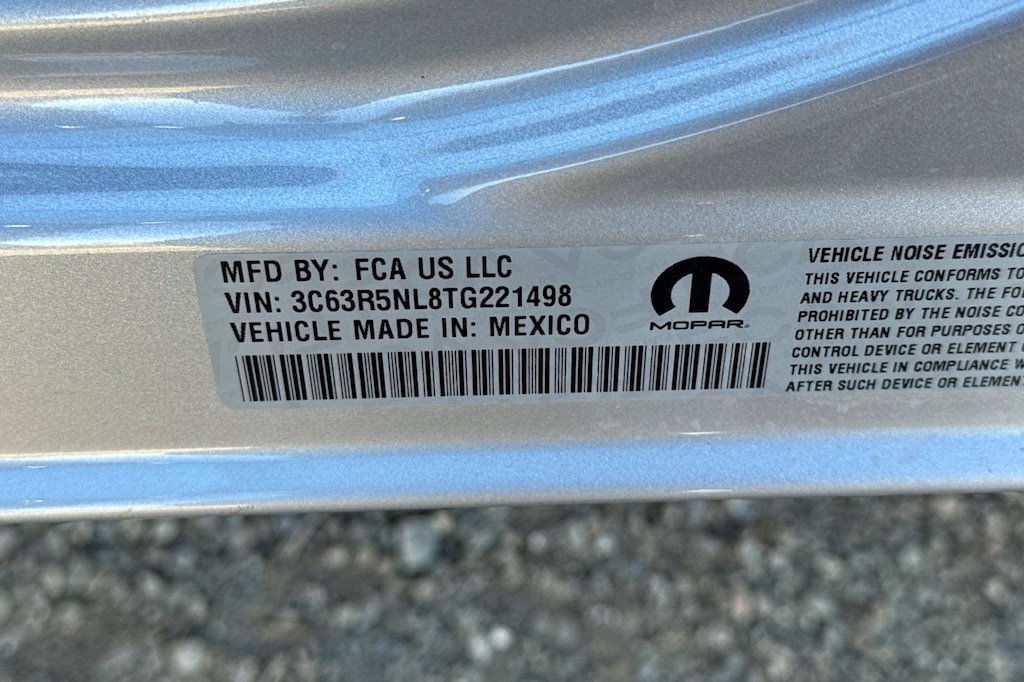 MFD BY: FCA US LLC
VIN: 3C63R5NL8TG221498
VEHICLE MADE IN: MEXICO
MOPAR
VEHICLE NOISE EMISSIO
THIS VEHICLE CONFORMS TO
AND HEAVY TRUCKS. THE FO
PROHIBITED BY THE NOISE CO
OTHER THAN FOR PURPOSES O
CONTROL DEVICE OR ELEMENT
THIS VEHICLE IN COMPLIANCE W
AFTER SUCH DEVICE OR ELEMEN